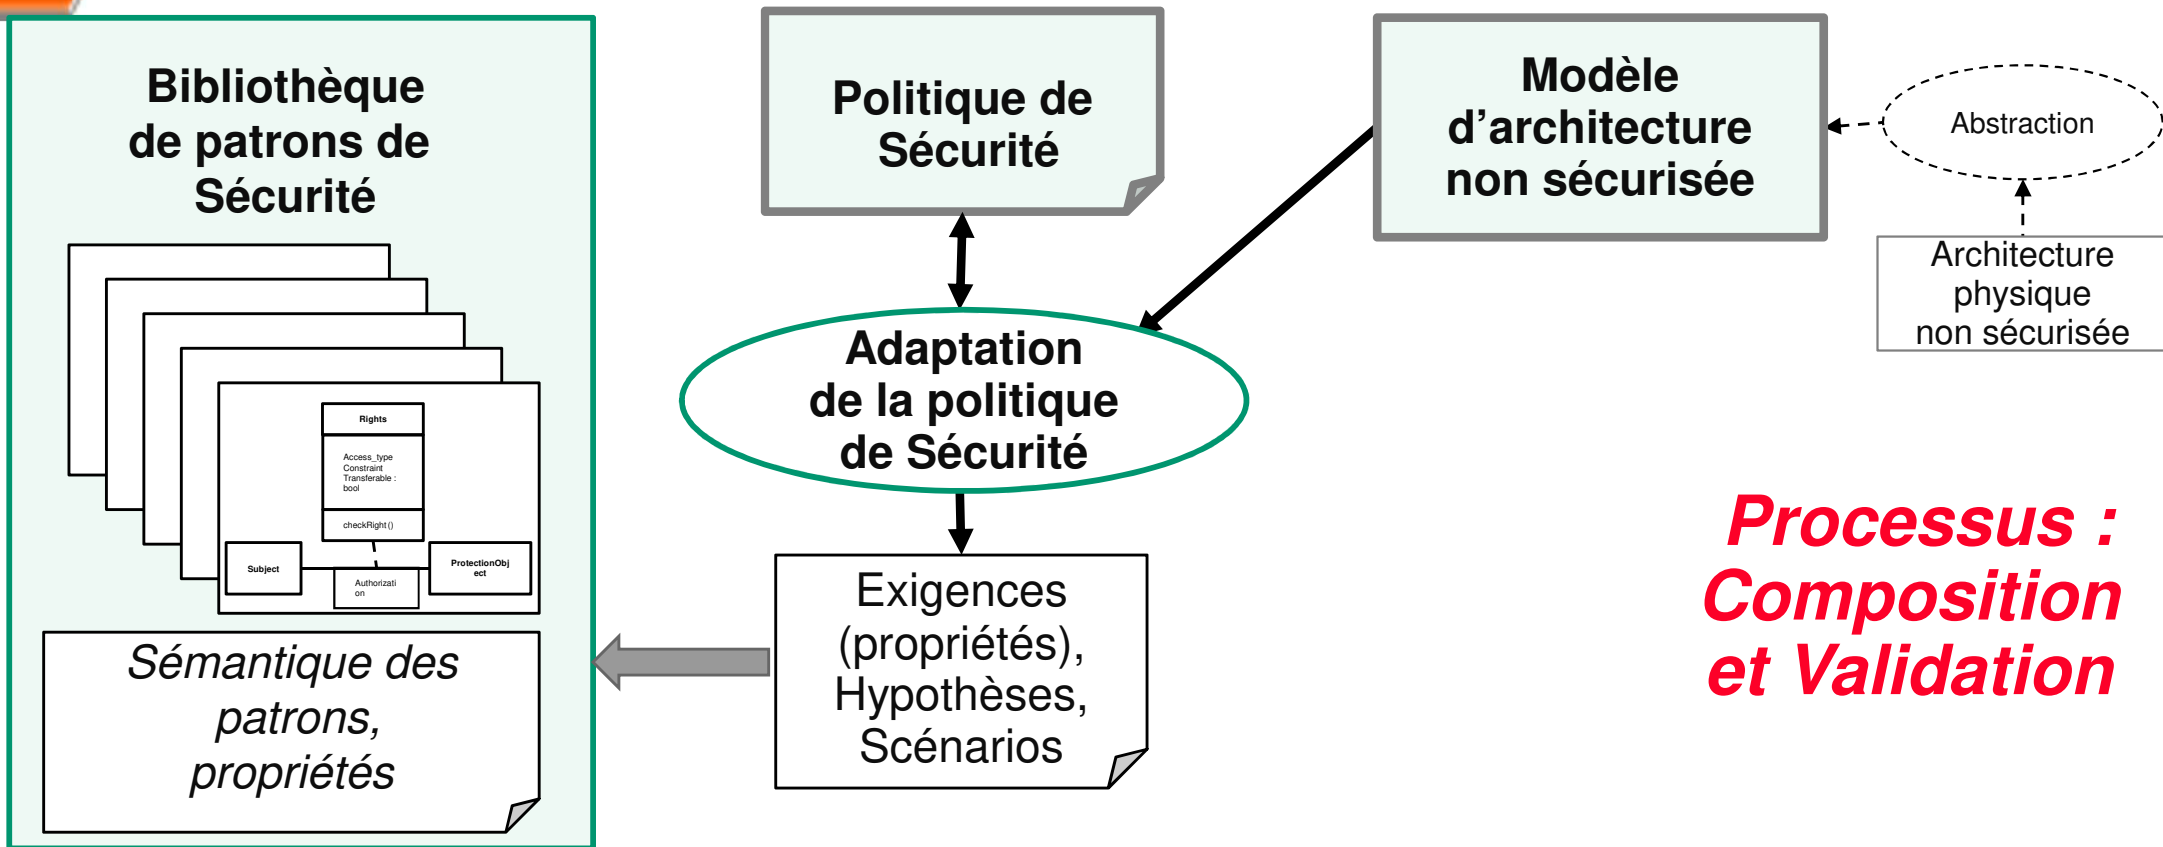 Bibliothèque
de patrons de
Sécurité
Rights
Access_type
Constraint
Transferable :
bool
checkRight()
Subject
Authorizati
on
ProtectionObj
ect
Sémantique des
patrons,
propriétés
Politique de
Sécurité
Adaptation
de la politique
de Sécurité
Exigences
(propriétés),
Hypothèses,
Scénarios
Modèle
d’architecture
non sécurisée
Abstraction
Architecture
physique
non sécurisée
Processus :
Composition
et Validation